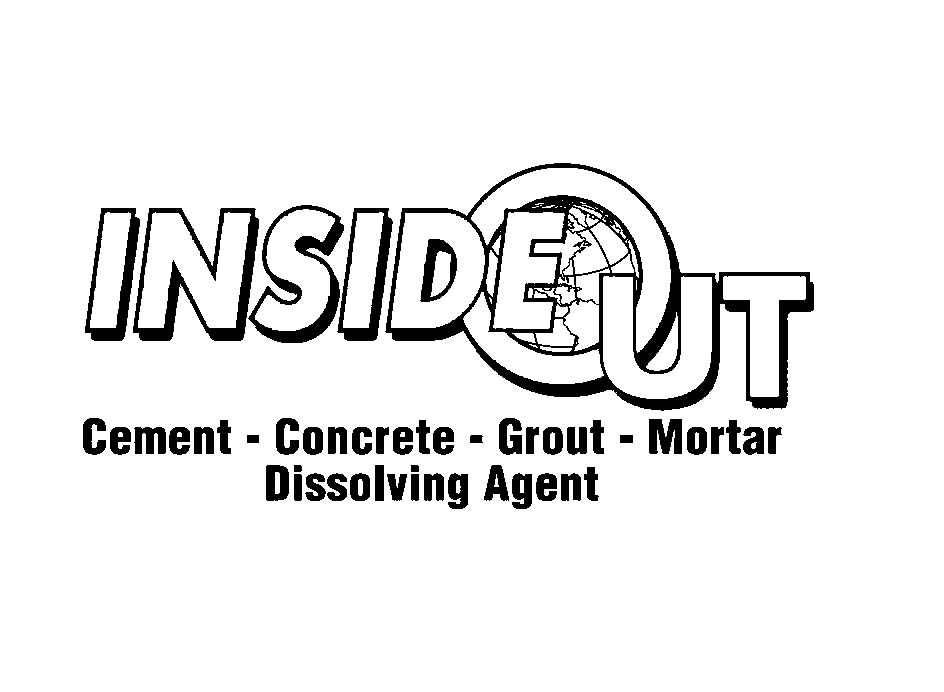 INSIDE OUT
Cement - Concrete - Grout - Mortar
Dissolving Agent